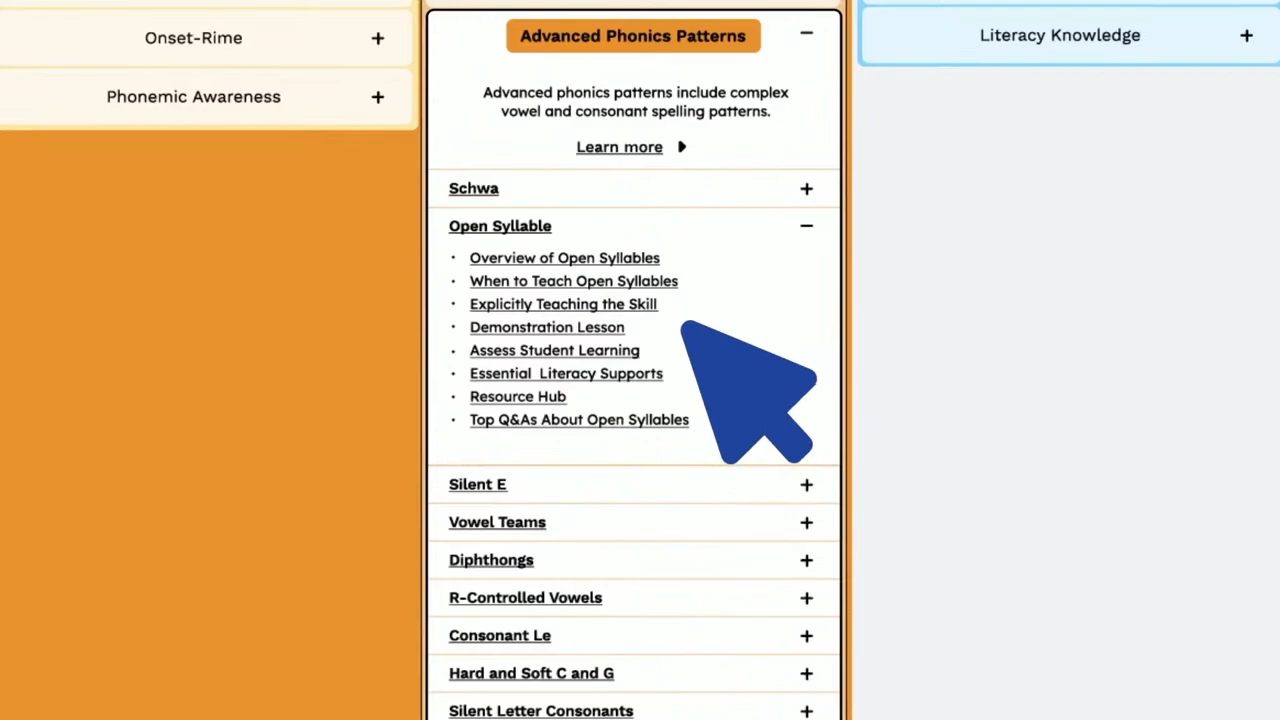 Onset-Rime +
Phonemic Awareness +
Advanced Phonics Patterns −
Advanced phonics patterns include complex
vowel and consonant spelling patterns.
Learn more
Schwa +
Open Syllable −
· Overview of Open Syllables
· When to Teach Open Syllables
· Explicitly Teaching the Skill
· Demonstration Lesson
· Assess Student Learning
· Essential Literacy Supports
· Resource Hub
· Top Q&As About Open Syllables
Silent E +
Vowel Teams +
Diphthongs +
R-Controlled Vowels +
Consonant Le +
Hard and Soft C and G +
Silent Letter Consonants +
Literacy Knowledge +